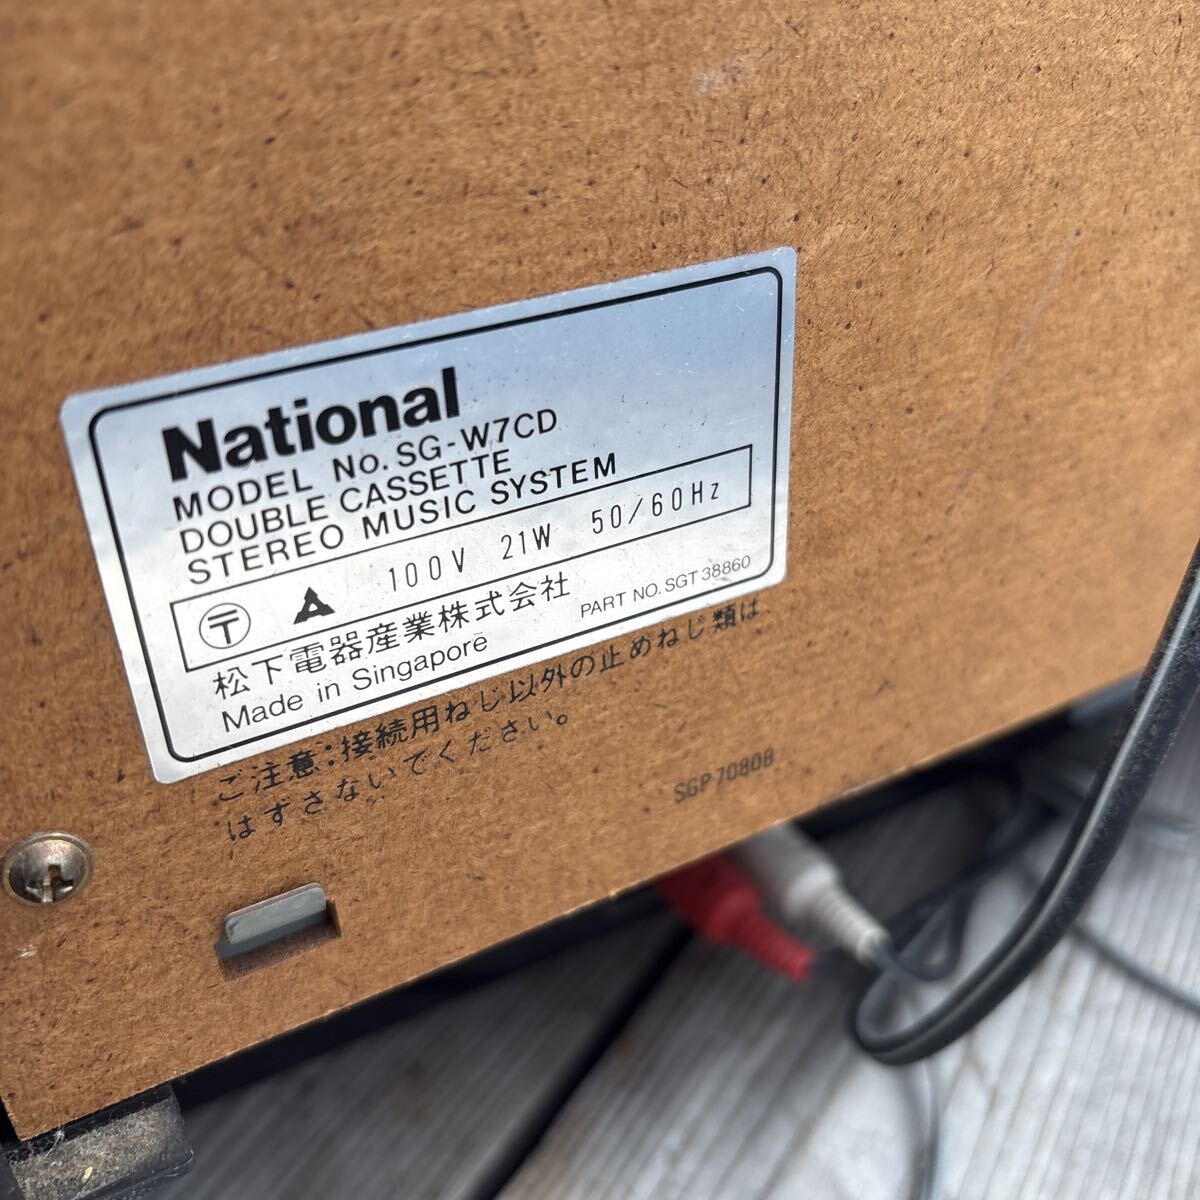 National
MODEL No. SG-W7CD
DOUBLE CASSETTE
STEREO MUSIC SYSTEM
〒 A 100V 21W 50/60Hz
松下電器産業株式会社
Made in Singapore PART NO. SGT 38860
ご注意:接続用ねじ以外の止めねじ類は、
はずさないでください。
SGP7080B